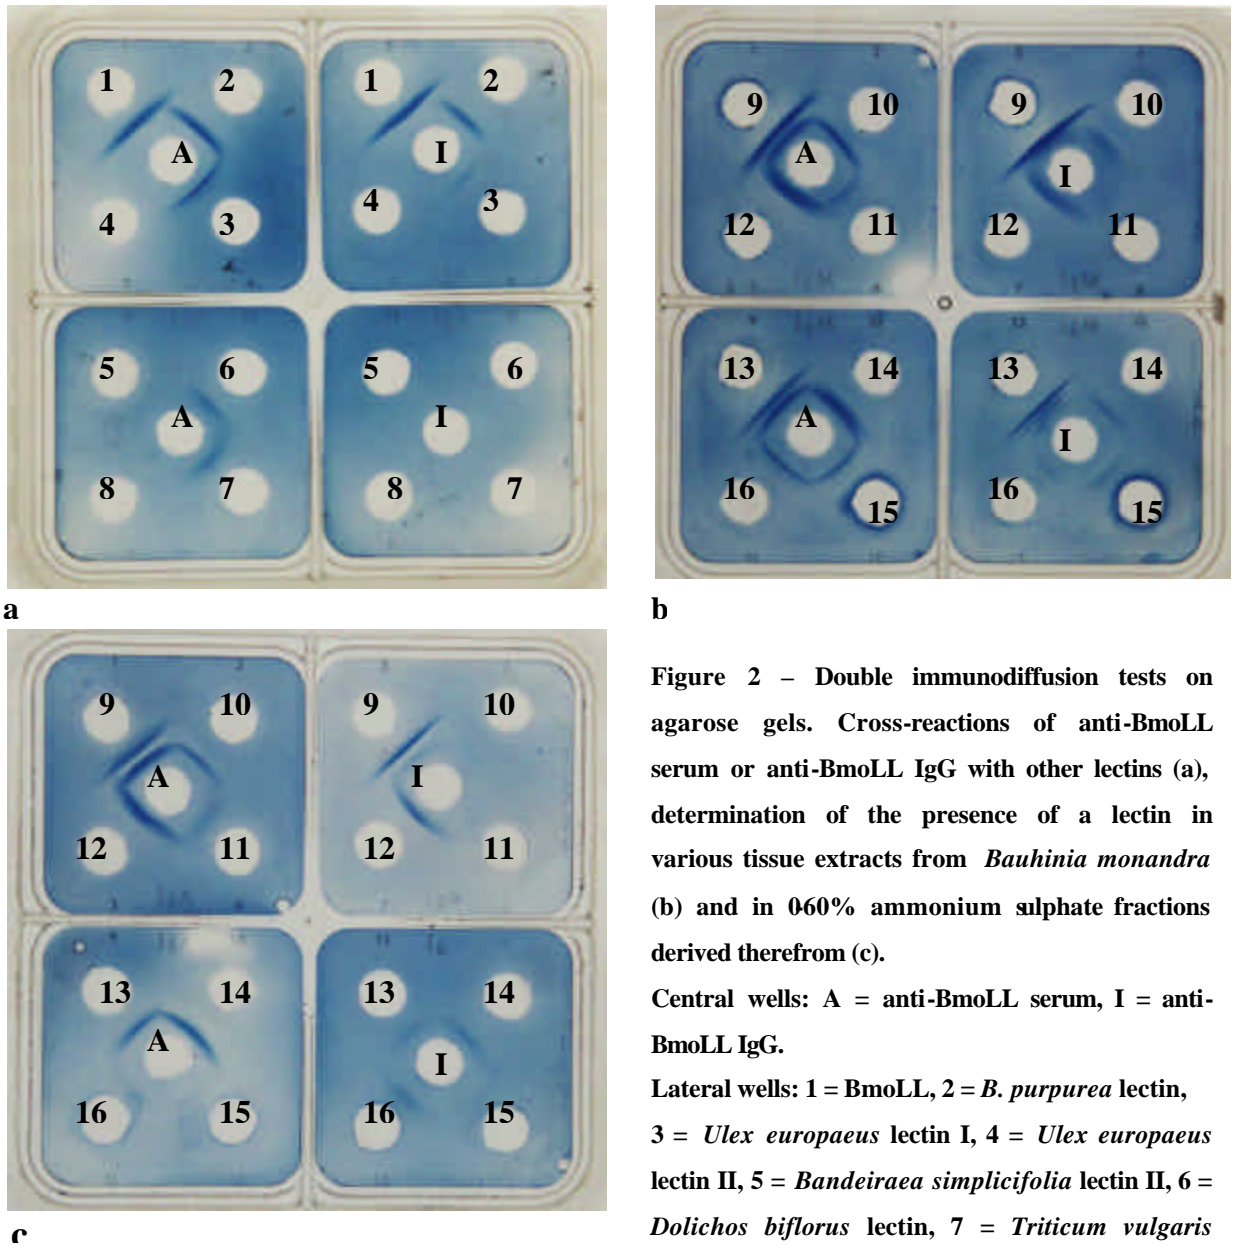 1 2
A
4 3
1 2
I
4 3
5 6
A
8 7
5 6
I
8 7
a
9 10
A
12 11
9 10
I
12 11
13 14
A
16 15
13 14
I
16 15
b
9 10
A
12 11
9 10
I
12 11
13 14
A
16 15
13 14
I
16 15
c
Figure 2 – Double immunodiffusion tests on
agarose gels. Cross-reactions of anti-BmoLL
serum or anti-BmoLL IgG with other lectins (a),
determination of the presence of a lectin in
various tissue extracts from Bauhinia monandra
(b) and in 0-60% ammonium sulphate fractions
derived therefrom (c).
Central wells: A = anti-BmoLL serum, I = anti-
BmoLL IgG.
Lateral wells: 1 = BmoLL, 2 = B. purpurea lectin,
3 = Ulex europaeus lectin I, 4 = Ulex europaeus
lectin II, 5 = Bandeiraea simplicifolia lectin II, 6 =
Dolichos biflorus lectin, 7 = Triticum vulgaris